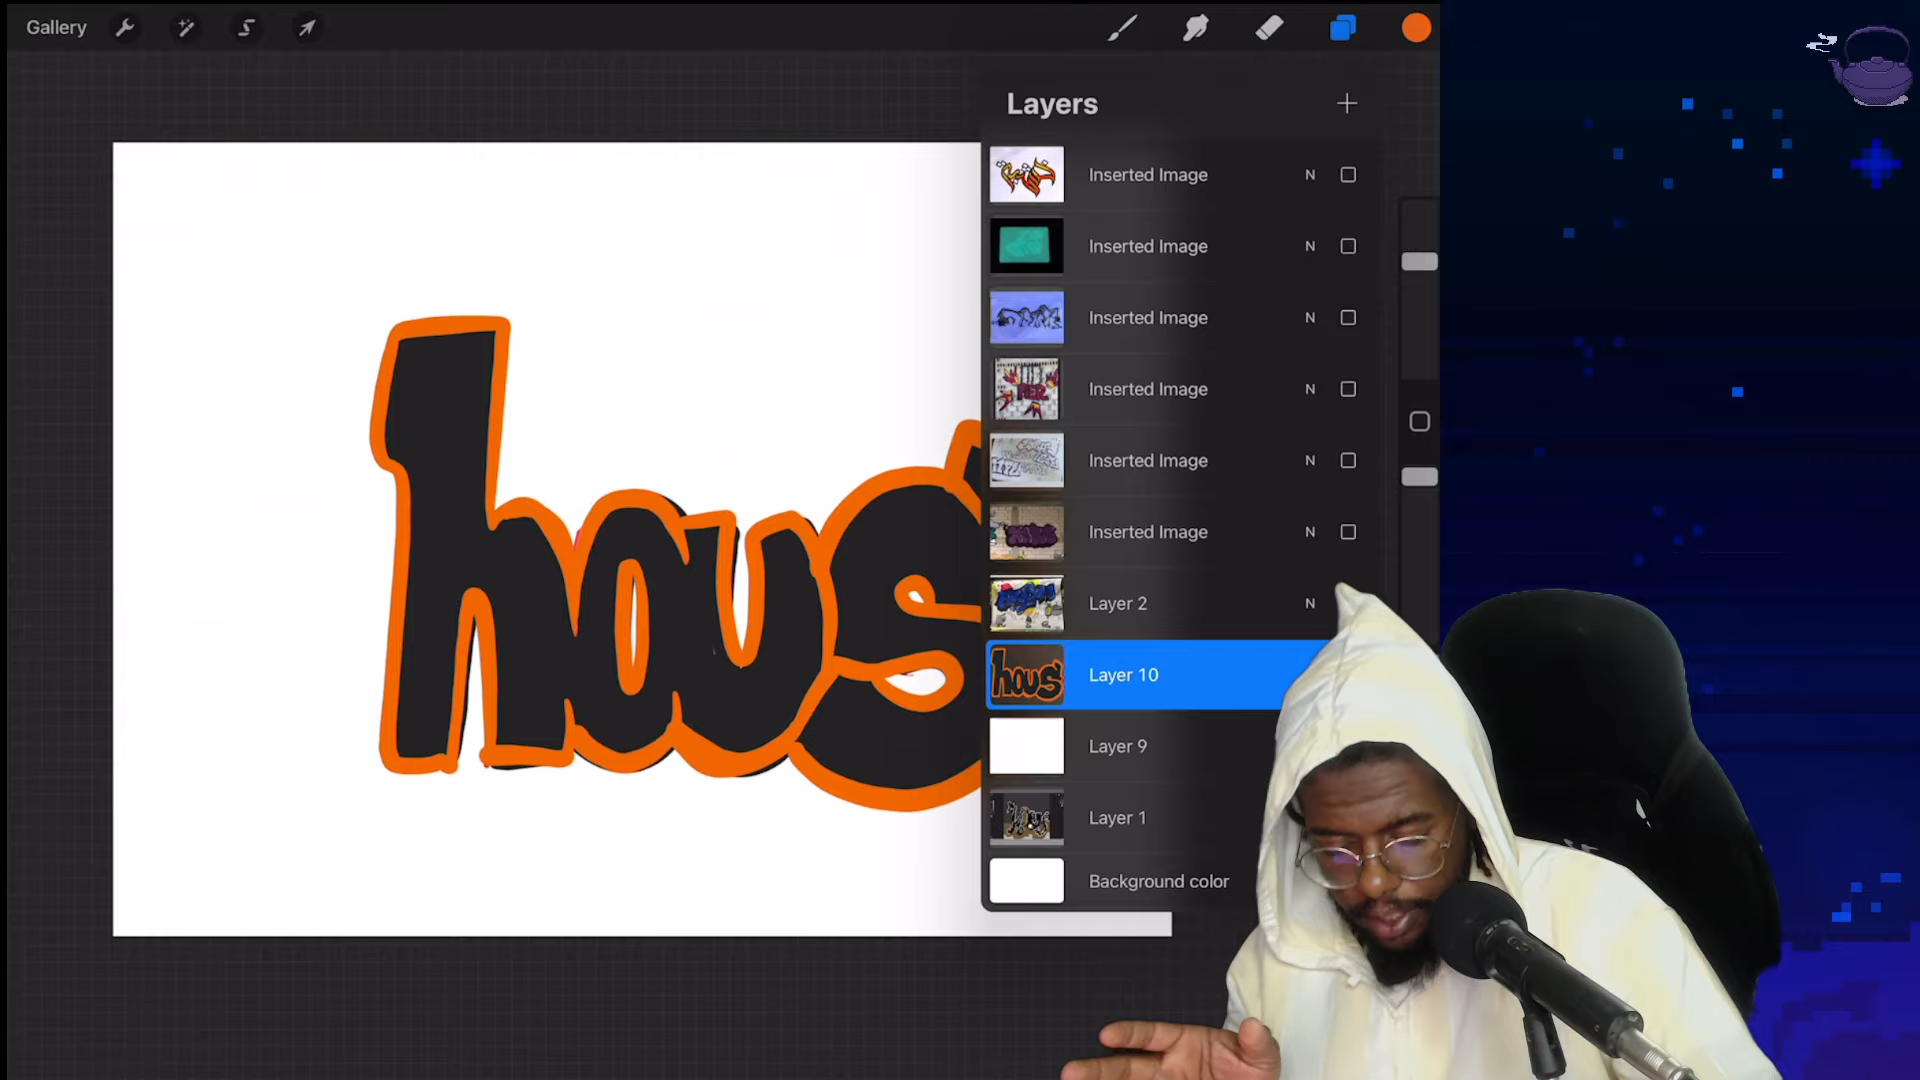 Gallery
Layers
Inserted Image N
Inserted Image N
Inserted Image N
Inserted Image N
Inserted Image N
Inserted Image N
Layer 2 N
Layer 10
Layer 9
Layer 1
Background color
hous
hous